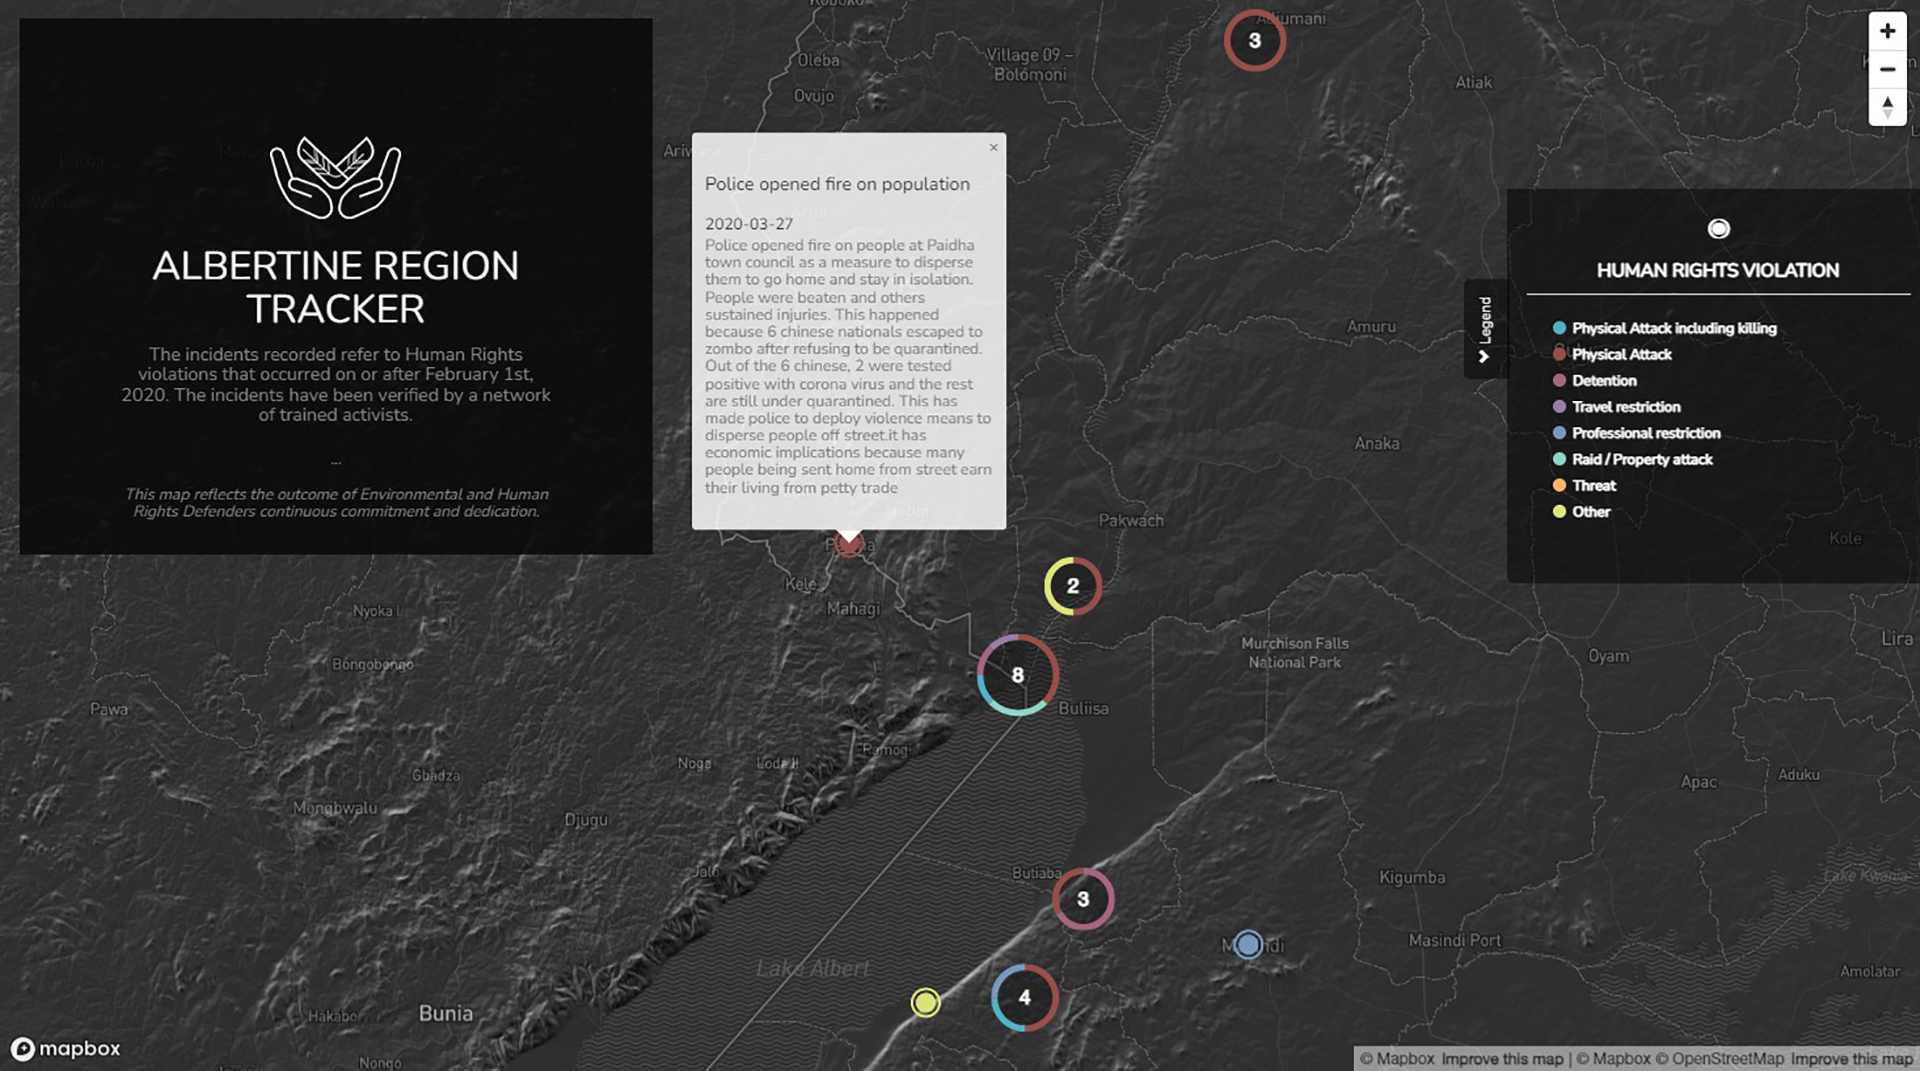 ALBERTINE REGION
TRACKER
The incidents recorded refer to Human Rights
violations that occurred on or after February 1st,
2020. The incidents have been verified by a network
of trained activists.
...
This map reflects the outcome of Environmental and Human
Rights Defenders continuous commitment and dedication.
×
Police opened fire on population
2020-03-27
Police opened fire on people at Paidha
town council as a measure to disperse
them to go home and stay in isolation.
People were beaten and others
sustained injuries. This happened
because 6 chinese nationals escaped to
zombo after refusing to be quarantined.
Out of the 6 chinese, 2 were tested
positive with corona virus and the rest
are still under quarantined. This has
made police to deploy violence means to
disperse people off street.it has
economic implications because many
people being sent home from street earn
their living from petty trade
Legend
HUMAN RIGHTS VIOLATION
Physical Attack including killing
Physical Attack
Detention
Travel restriction
Professional restriction
Raid / Property attack
Threat
Other
Oleba
Ovujo
Village 09 –
Bolomoni
3
Atiak
Arua
Amuru
Anaka
Nebbi
Pakwach
Kole
Kele
Mahagi
2
Nyoka I
Bongobongo
8
Murchison Falls
National Park
Oyam
Lira
Pawa
Buliisa
Ramogi
Noga
Gbadza
Apac
Aduku
Mongbwalu
Djugu
Jalo
Butiaba
3
Kigumba
Lake Kwania
Masindi Port
Lake Albert
4
Amolatar
Hakabo
Bunia
Nongo
mapbox
© Mapbox Improve this map | © Mapbox © OpenStreetMap Improve this map